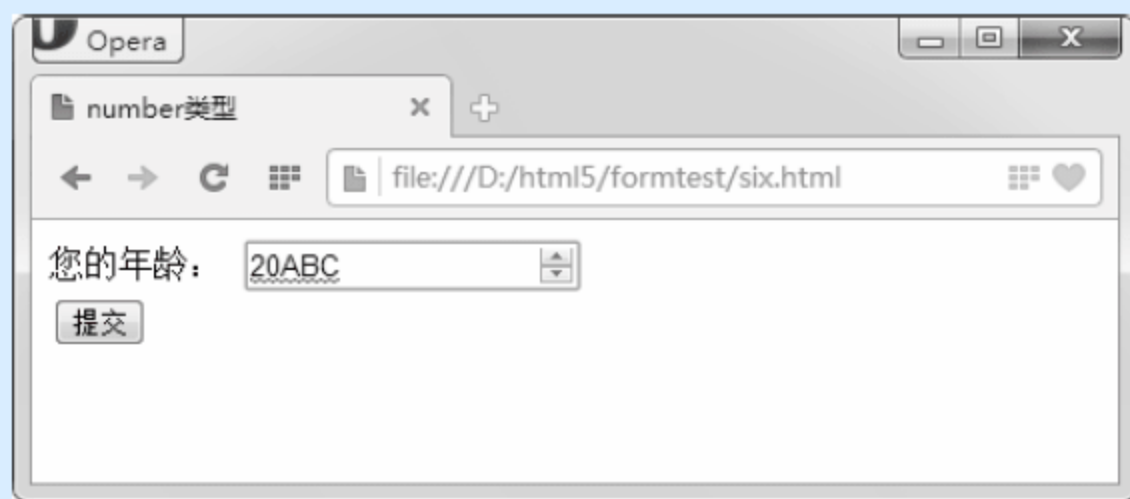 Opera
number类型
file:///D:/html5/formtest/six.html
您的年龄： 20ABC
提交